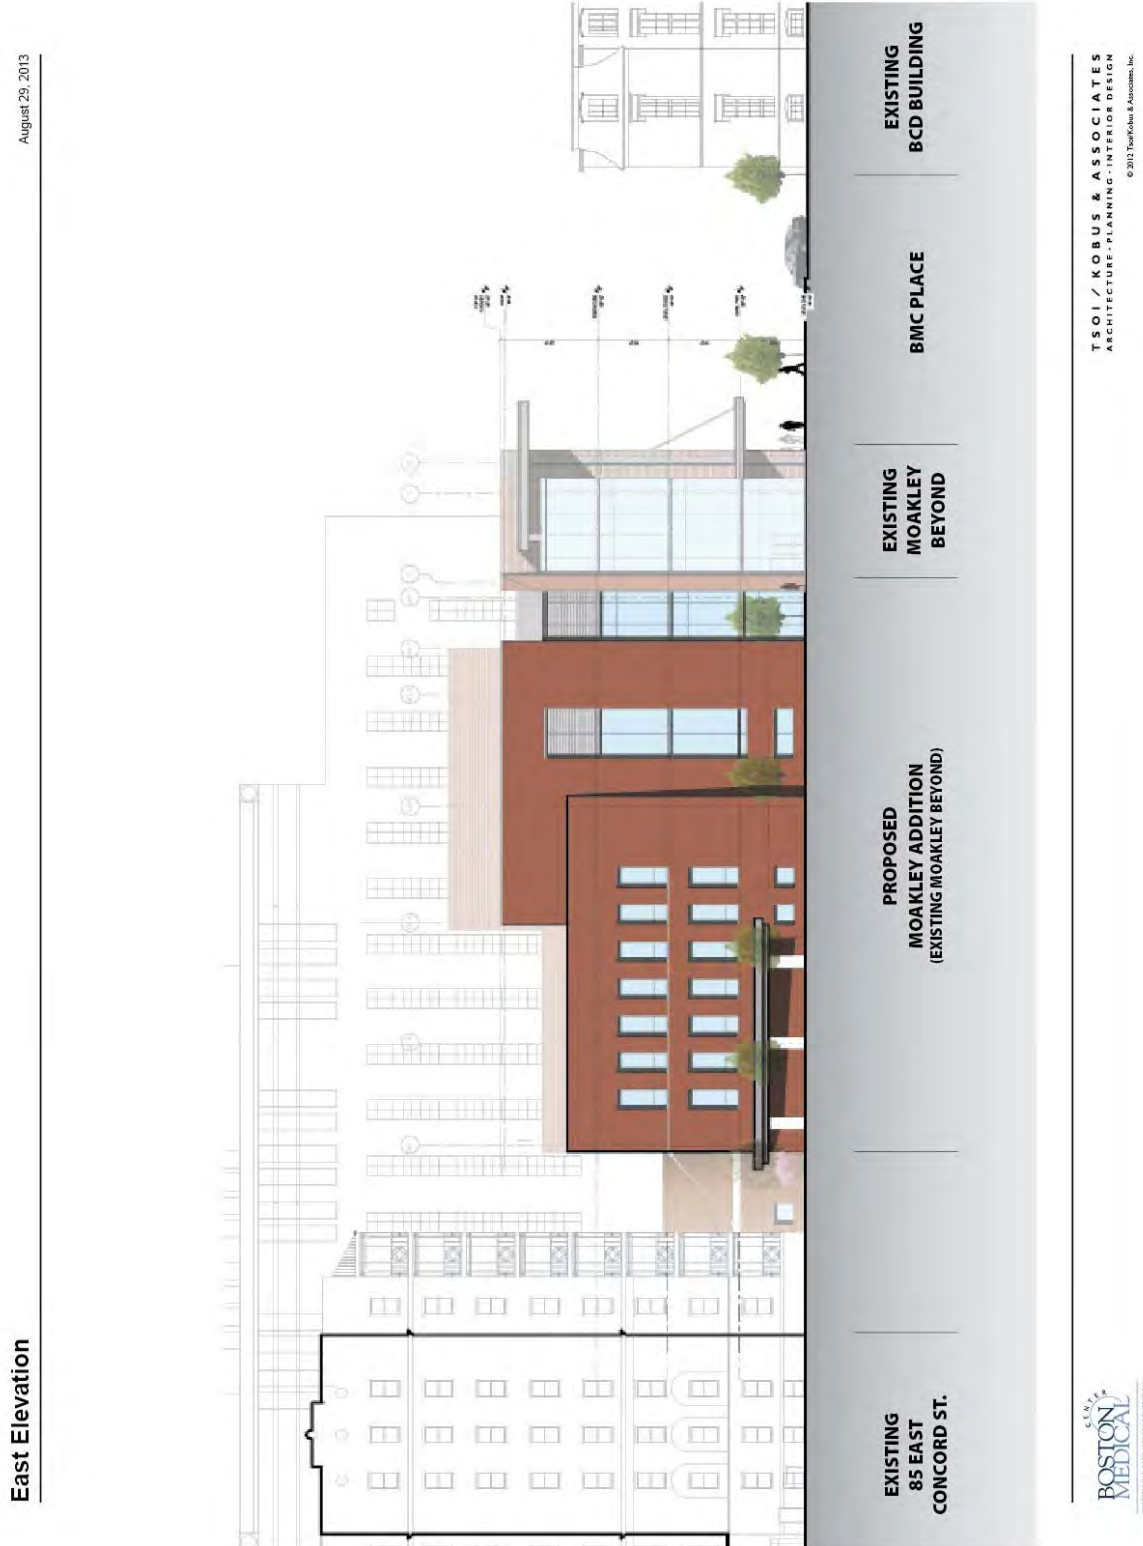 East Elevation
August 29, 2013
EXISTING
85 EAST
CONCORD ST.
PROPOSED
MOAKLEY ADDITION
(EXISTING MOAKLEY BEYOND)
EXISTING
MOAKLEY
BEYOND
BMC PLACE
EXISTING
BCD BUILDING
BOSTON
MEDICAL
CENTER
TSOI / KOBUS & ASSOCIATES
ARCHITECTURE · PLANNING · INTERIOR DESIGN
© 2012 Tsoi/Kobus & Associates, Inc.